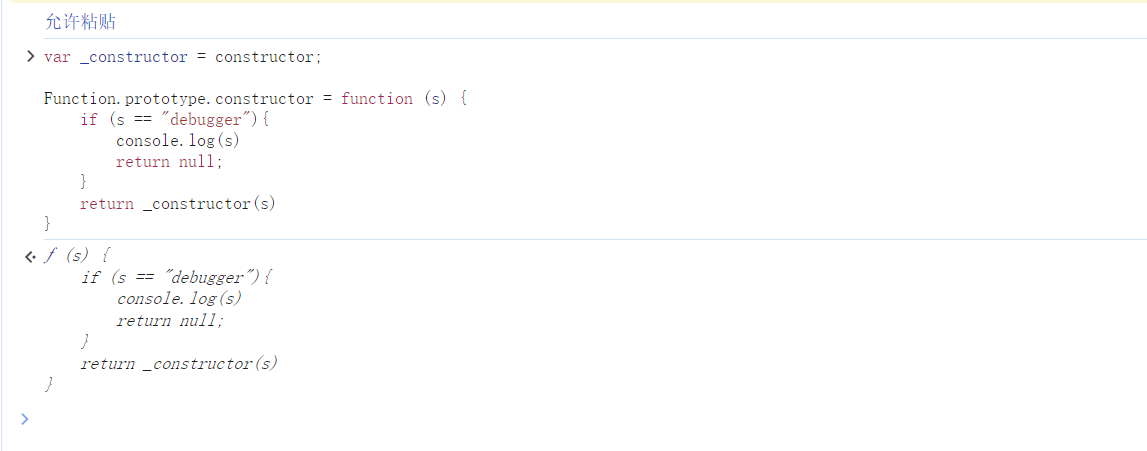 允许粘贴
var _constructor = constructor;
Function.prototype.constructor = function (s) {
    if (s == "debugger"){
        console.log(s)
        return null;
    }
    return _constructor(s)
}
f (s) {
    if (s == "debugger"){
        console.log(s)
        return null;
    }
    return _constructor(s)
}